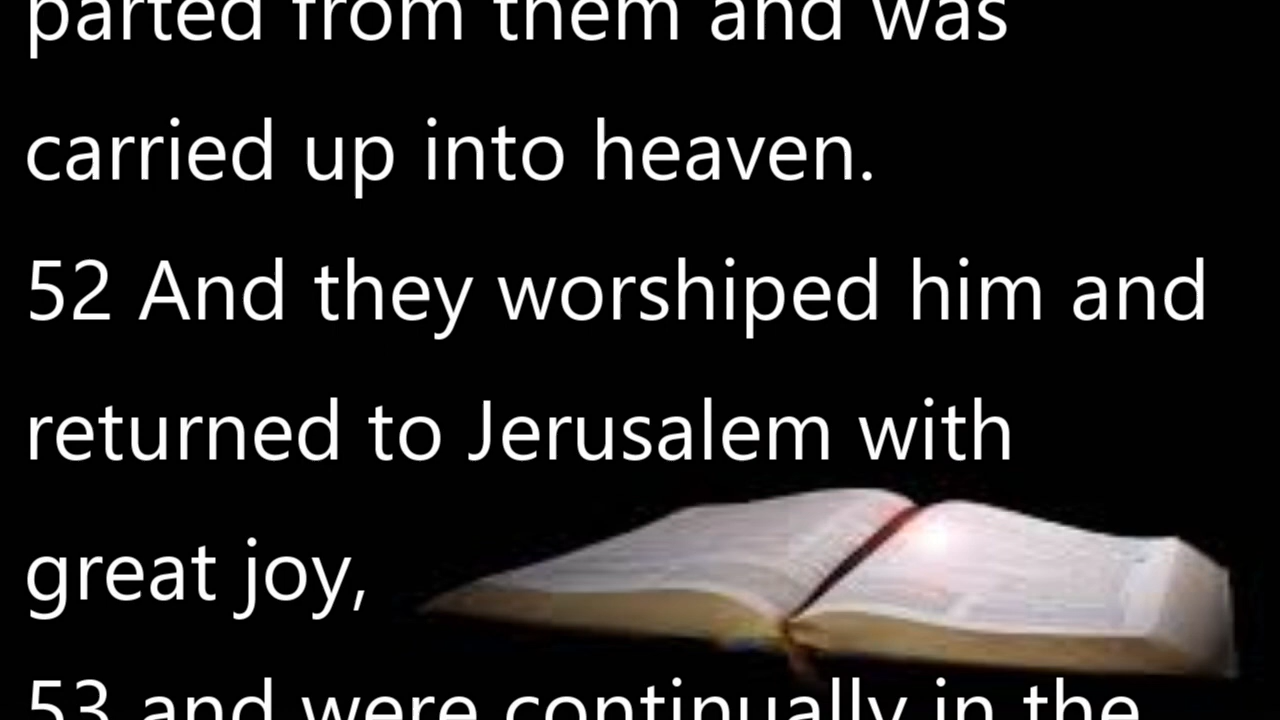 parted from them and was
carried up into heaven.
52 And they worshiped him and
returned to Jerusalem with
great joy,
53 and were continually in the